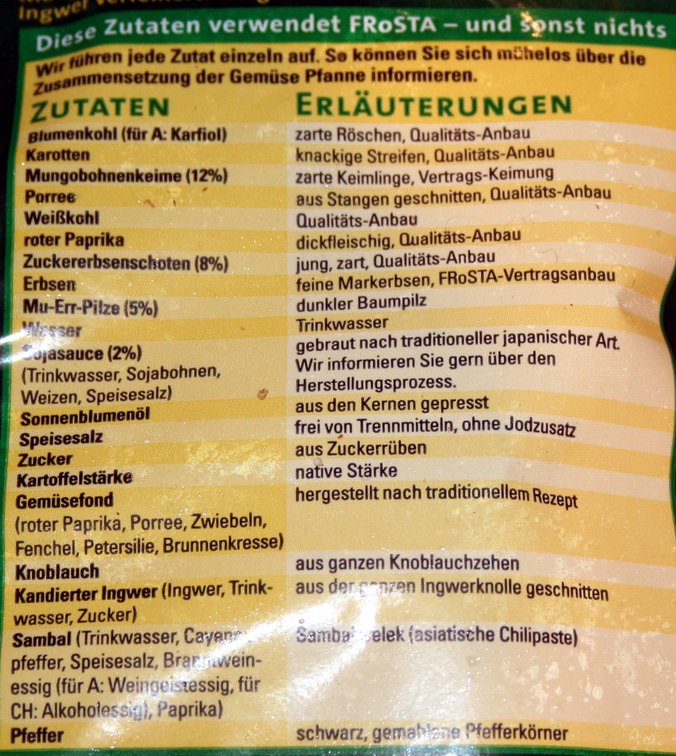 Ingwer
Diese Zutaten verwendet FRoSTA – und sonst nichts
Wir führen jede Zutat einzeln auf. So können Sie sich mühelos über die
Zusammensetzung der Gemüse Pfanne informieren.
ZUTATEN ERLÄUTERUNGEN
Blumenkohl (für A: Karfiol) zarte Röschen, Qualitäts-Anbau
Karotten knackige Streifen, Qualitäts-Anbau
Mungobohnenkeime (12%) zarte Keimlinge, Vertrags-Keimung
Porree aus Stangen geschnitten, Qualitäts-Anbau
Weißkohl Qualitäts-Anbau
roter Paprika dickfleischig, Qualitäts-Anbau
Zuckererbsenschoten (8%) jung, zart, Qualitäts-Anbau
Erbsen feine Markerbsen, FRoSTA-Vertragsanbau
Mu-Err-Pilze (5%) dunkler Baumpilz
Wasser Trinkwasser
Sojasauce (2%) gebraut nach traditioneller japanischer Art.
(Trinkwasser, Sojabohnen, Wir informieren Sie gern über den
Weizen, Speisesalz) Herstellungsprozess.
Sonnenblumenöl aus den Kernen gepresst
Speisesalz frei von Trennmitteln, ohne Jodzusatz
Zucker aus Zuckerrüben
Kartoffelstärke native Stärke
Gemüsefond hergestellt nach traditionellem Rezept
(roter Paprika, Porree, Zwiebeln,
Fenchel, Petersilie, Brunnenkresse)
Knoblauch aus ganzen Knoblauchzehen
Kandierter Ingwer (Ingwer, Trink- aus der ganzen Ingwerknolle geschnitten
wasser, Zucker)
Sambal (Trinkwasser, Cayenne- Sambal oelek (asiatische Chilipaste)
pfeffer, Speisesalz, Branntwein-
essig (für A: Weingeistessig, für
CH: Alkoholessig), Paprika)
Pfeffer schwarz, gemahlene Pfefferkörner